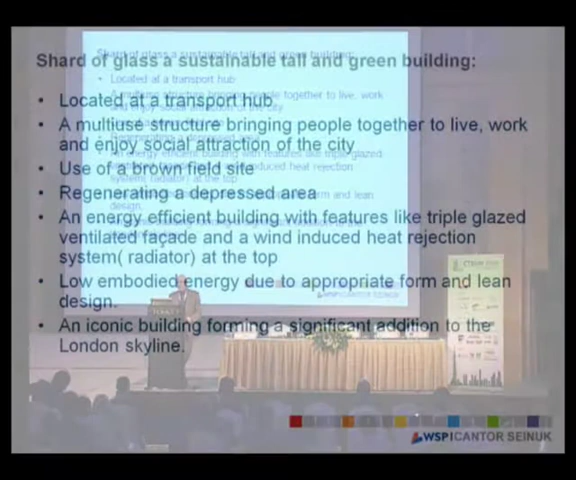 Shard of glass a sustainable tall and green building:
• Located at a transport hub
• A multiuse structure bringing people together to live, work
and enjoy social attraction of the city
• Use of a brown field site
• Regenerating a depressed area
• An energy efficient building with features like triple glazed
ventilated façade and a wind induced heat rejection
system( radiator) at the top
• Low embodied energy due to appropriate form and lean
design.
• An iconic building forming a significant addition to the
London skyline.
WSP|CANTOR SEINUK